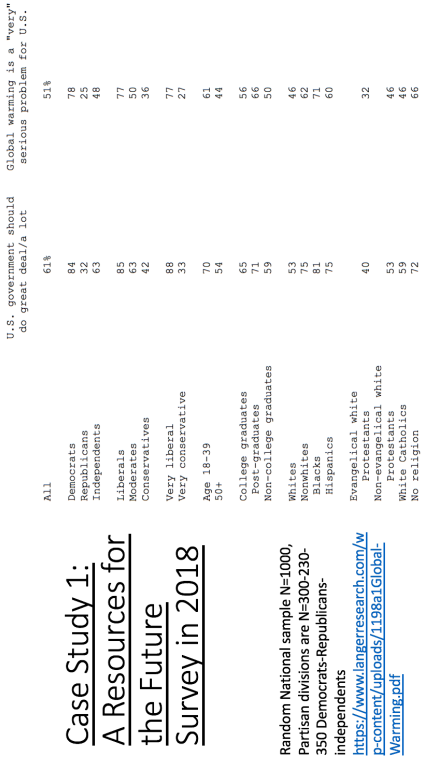 Case Study 1:
A Resources for
the Future
Survey in 2018
Random National sample N=1000,
Partisan divisions are N=300-230-
350 Democrats-Republicans-
independents
https://www.langerresearch.com/w
p-content/uploads/1198a1Global-
Warming.pdf
U.S. government should Global warming is a "very"
do great deal/a lot serious problem for U.S.
All 61% 51%
Democrats 84 78
Republicans 32 25
Independents 63 48
Liberals 85 77
Moderates 63 50
Conservatives 42 36
Very liberal 88 77
Very conservative 33 27
Age 18-39 70 61
50+ 54 44
College graduates 65 56
Post-graduates 71 66
Non-college graduates 59 50
Whites 53 46
Nonwhites 75 62
Blacks 81 71
Hispanics 75 60
Evangelical white
Protestants 40 32
Non-evangelical white
Protestants 53 46
White Catholics 59 46
No religion 72 66